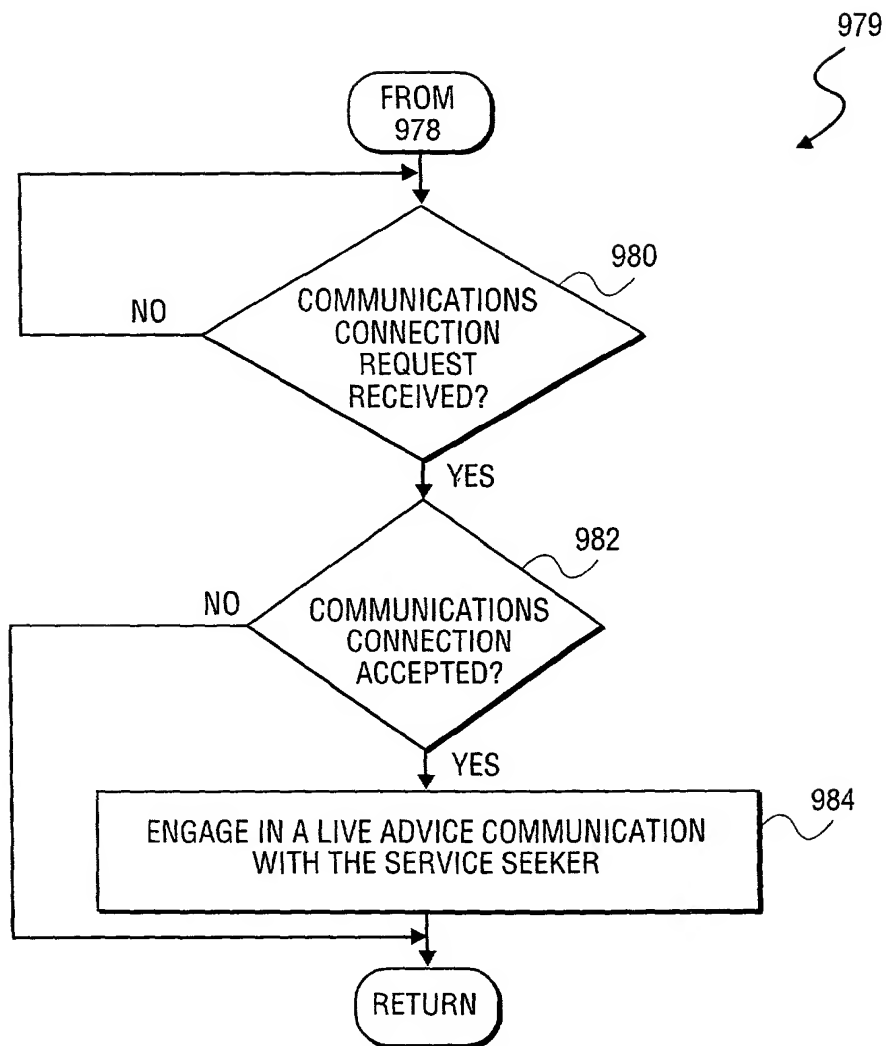 979
FROM
978
980
NO
COMMUNICATIONS
CONNECTION
REQUEST
RECEIVED?
YES
982
NO
COMMUNICATIONS
CONNECTION
ACCEPTED?
YES
984
ENGAGE IN A LIVE ADVICE COMMUNICATION
WITH THE SERVICE SEEKER
RETURN